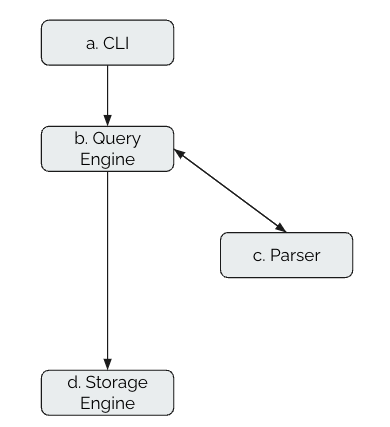 a. CLI
b. Query
Engine
c. Parser
d. Storage
Engine